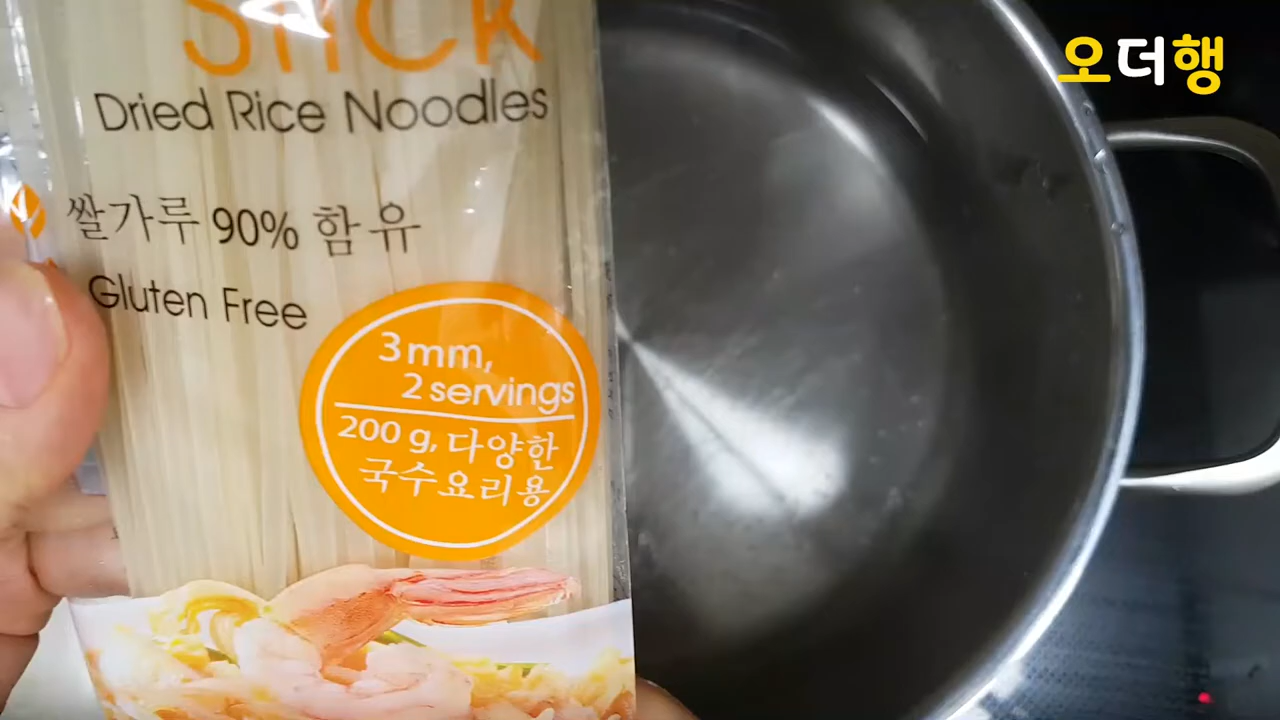 오더행
Stick
Dried Rice Noodles
쌀가루 90% 함유
Gluten Free
3mm,
2 servings
200 g, 다양한
국수요리용